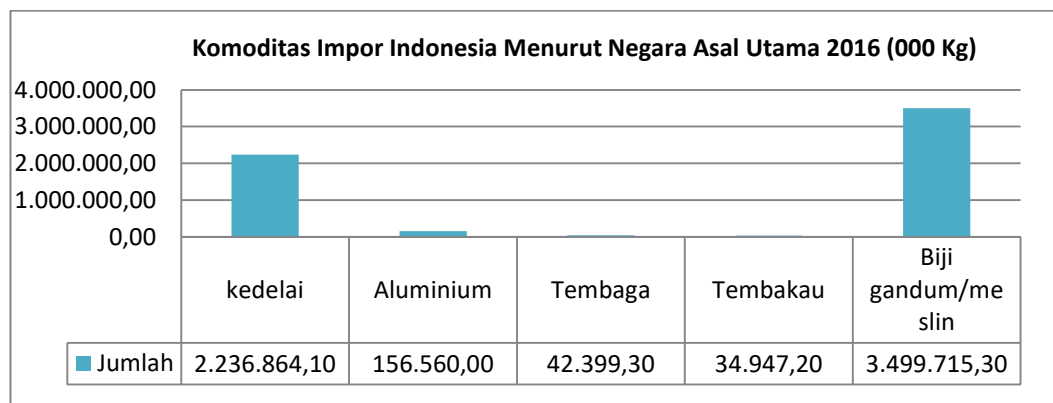 Komoditas Impor Indonesia Menurut Negara Asal Utama 2016 (000 Kg)
4.000.000,00
3.000.000,00
2.000.000,00
1.000.000,00
0,00
kedelai Aluminium Tembaga Tembakau Biji
gandum/me
slin
Jumlah 2.236.864,10 156.560,00 42.399,30 34.947,20 3.499.715,30